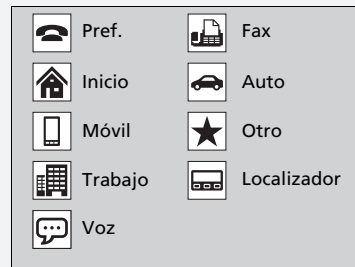 Pref.
Fax
Inicio
Auto
Móvil
Otro
Trabajo
Localizador
Voz